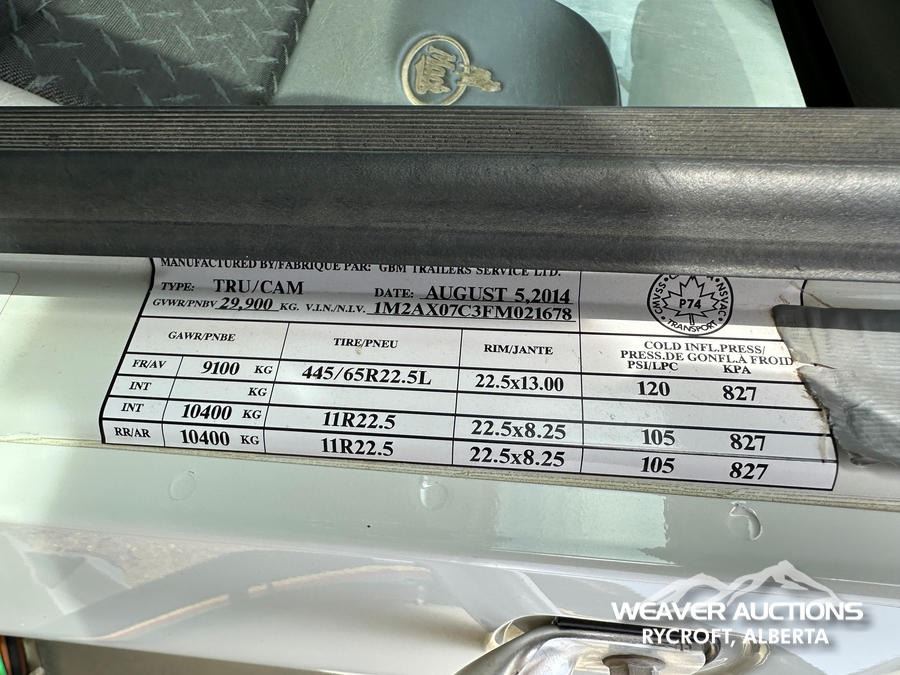 Mack
MANUFACTURED BY/FABRIQUE PAR: GBM TRAILERS SERVICE LTD.
TYPE: TRU/CAM DATE: AUGUST 5,2014
GVWR/PNBV 29,900 KG. V.I.N./N.I.V. 1M2AX07C3FM021678
P74
TRANSPORT
GAWR/PNBE TIRE/PNEU RIM/JANTE COLD INFL.PRESS/
PRESS.DE GONFL.A FROID
PSI/LPC KPA
FR/AV 9100 KG 445/65R22.5L 22.5x13.00 120 827
INT KG
INT 10400 KG 11R22.5 22.5x8.25 105 827
RR/AR 10400 KG 11R22.5 22.5x8.25 105 827
WEAVER AUCTIONS
RYCROFT, ALBERTA